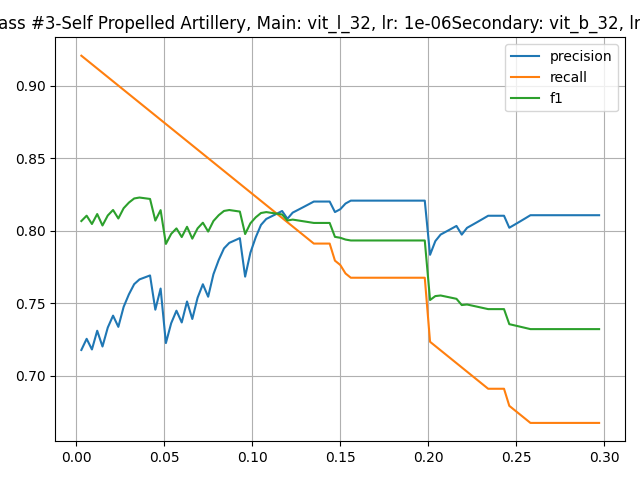 ass #3-Self Propelled Artillery, Main: vit_l_32, lr: 1e-06Secondary: vit_b_32, lr
precision
recall
f1
0.90
0.85
0.80
0.75
0.70
0.00 0.05 0.10 0.15 0.20 0.25 0.30